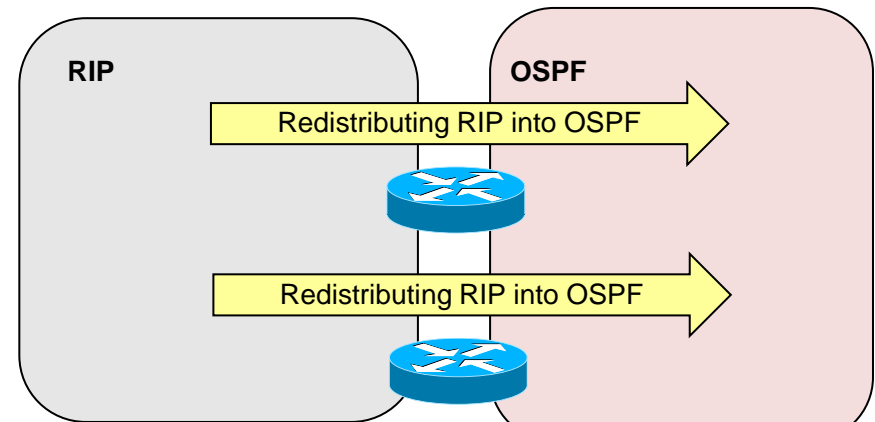 RIP
OSPF
Redistributing RIP into OSPF
Redistributing RIP into OSPF